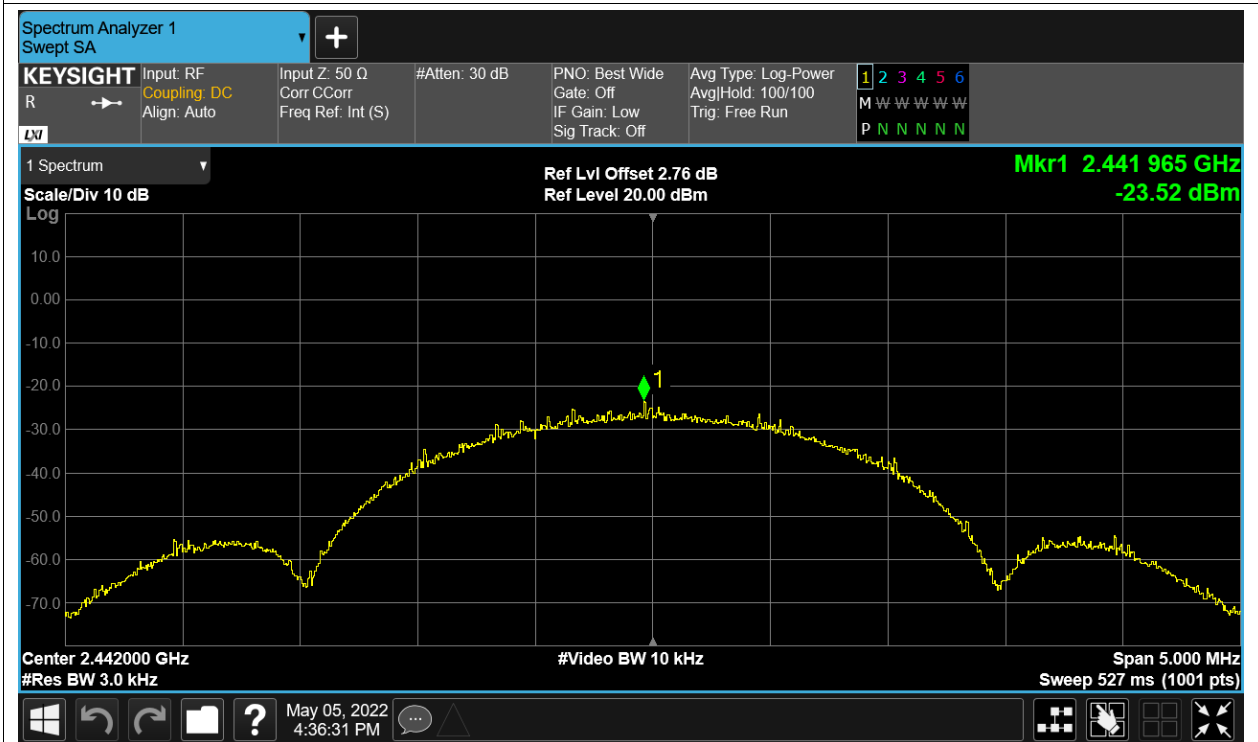 Spectrum Analyzer 1
Swept SA
KEYSIGHT
R
LXI
Input: RF
Coupling: DC
Align: Auto
Input Z: 50 Ω
Corr CCorr
Freq Ref: Int (S)
#Atten: 30 dB
PNO: Best Wide
Gate: Off
IF Gain: Low
Sig Track: Off
Avg Type: Log-Power
Avg|Hold: 100/100
Trig: Free Run
1 2 3 4 5 6
M W W W W W
P N N N N N
1 Spectrum
Scale/Div 10 dB
Log
Ref Lvl Offset 2.76 dB
Ref Level 20.00 dBm
Mkr1 2.441 965 GHz
-23.52 dBm
10.0
0.00
-10.0
-20.0
-30.0
-40.0
-50.0
-60.0
-70.0
1
Center 2.442000 GHz
#Res BW 3.0 kHz
#Video BW 10 kHz
Span 5.000 MHz
Sweep 527 ms (1001 pts)
?
May 05, 2022
4:36:31 PM